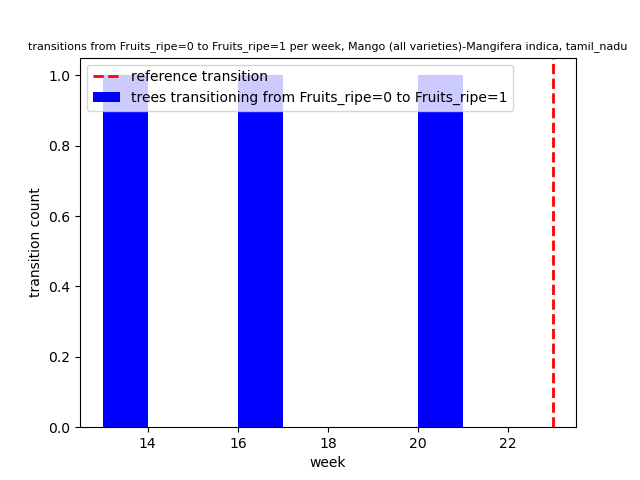 transitions from Fruits_ripe=0 to Fruits_ripe=1 per week, Mango (all varieties)-Mangifera indica, tamil_nadu
reference transition
trees transitioning from Fruits_ripe=0 to Fruits_ripe=1
transition count
1.0
0.8
0.6
0.4
0.2
0.0
14 16 18 20 22
week